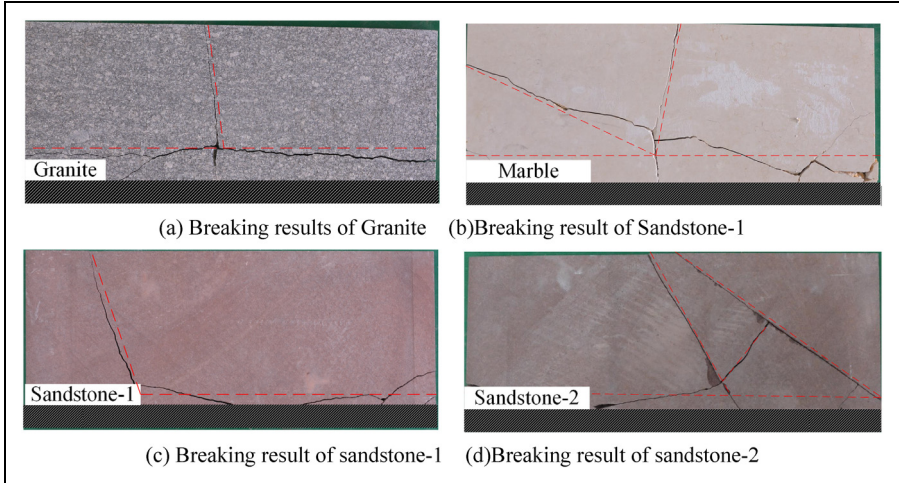 Granite
Marble
(a) Breaking results of Granite (b)Breaking result of Sandstone-1
Sandstone-1
Sandstone-2
(c) Breaking result of sandstone-1 (d)Breaking result of sandstone-2